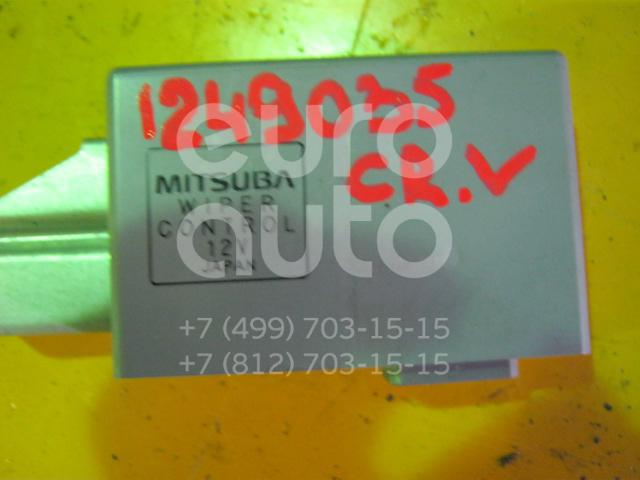 1249035
CR.V
MITSUBA
WIPER
CONTROL
12V
JAPAN
euro
auto
+7 (499) 703-15-15
+7 (812) 703-15-15